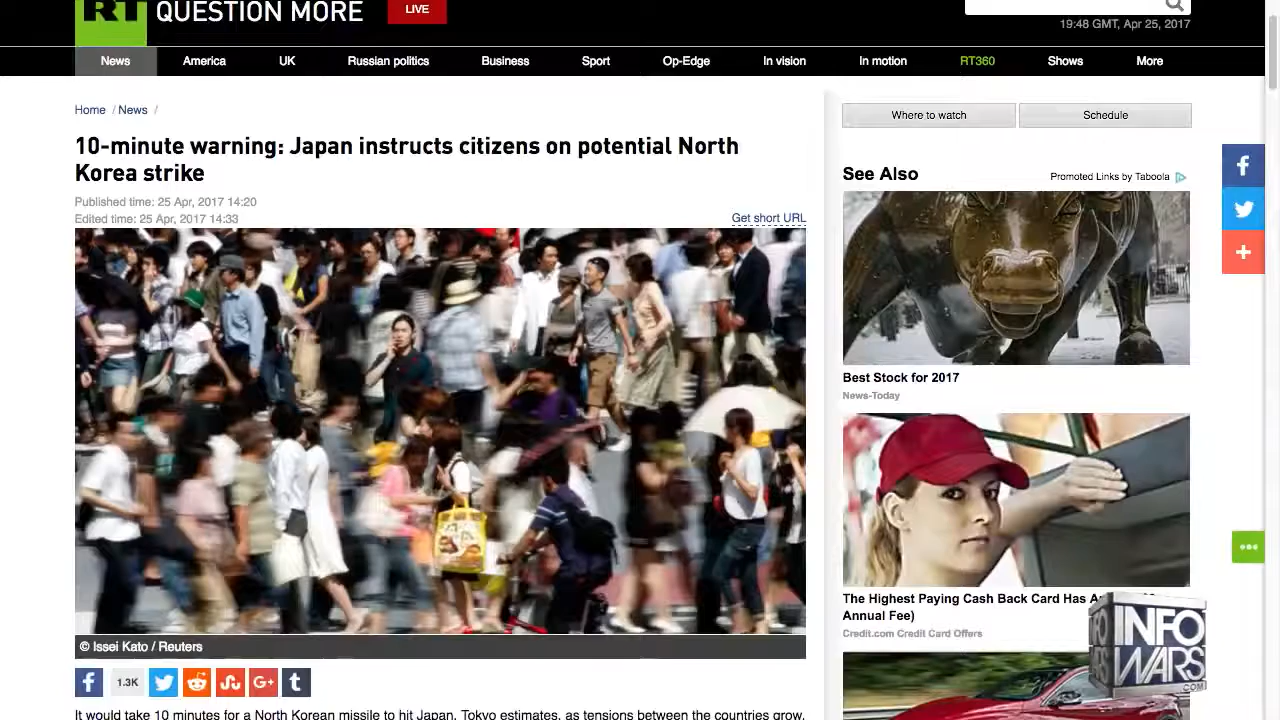 RT QUESTION MORE
LIVE
19:48 GMT, Apr 25, 2017
News America UK Russian politics Business Sport Op-Edge In vision In motion RT360 Shows More
Home / News /
10-minute warning: Japan instructs citizens on potential North
Korea strike
Published time: 25 Apr, 2017 14:20
Edited time: 25 Apr, 2017 14:33
Get short URL
© Issei Kato / Reuters
1.3K
It would take 10 minutes for a North Korean missile to hit Japan, Tokyo estimates, as tensions between the countries grow.
Where to watch
Schedule
See Also
Promoted Links by Taboola
Best Stock for 2017
News-Today
The Highest Paying Cash Back Card Has
Annual Fee)
Credit.com Credit Card Offers
INFO
WARS
.COM